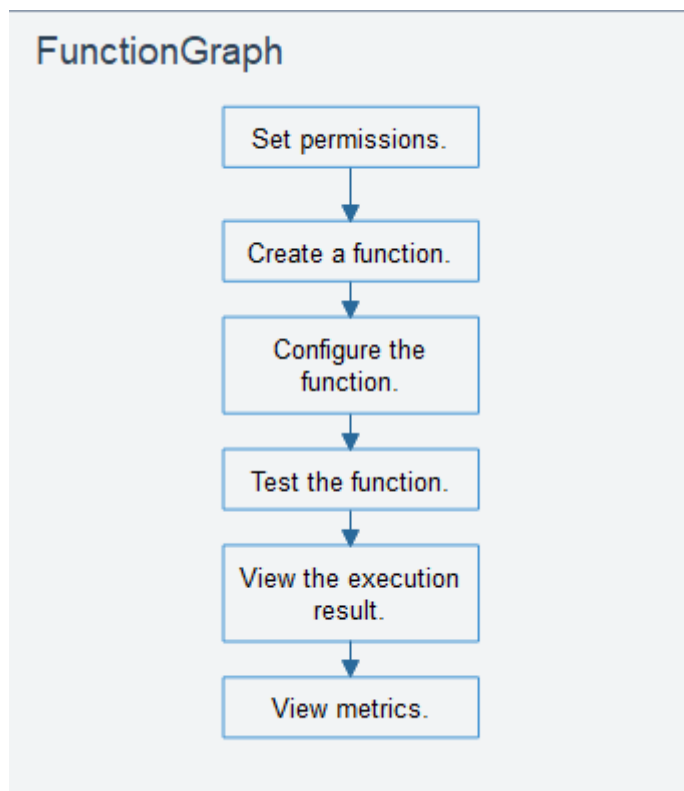 FunctionGraph
Set permissions.
Create a function.
Configure the
function.
Test the function.
View the execution
result.
View metrics.